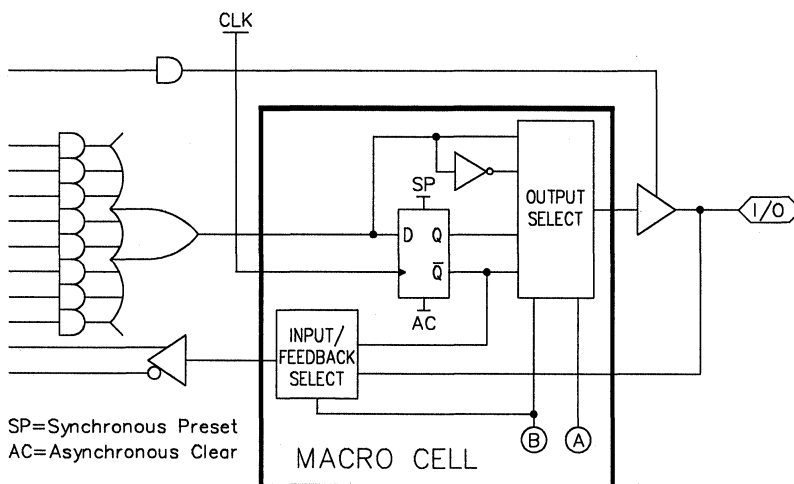 CLK
SP
OUTPUT
SELECT
I/O
D Q
Q̅
AC
INPUT/
FEEDBACK
SELECT
SP=Synchronous Preset
AC=Asynchronous Clear
B A
MACRO CELL